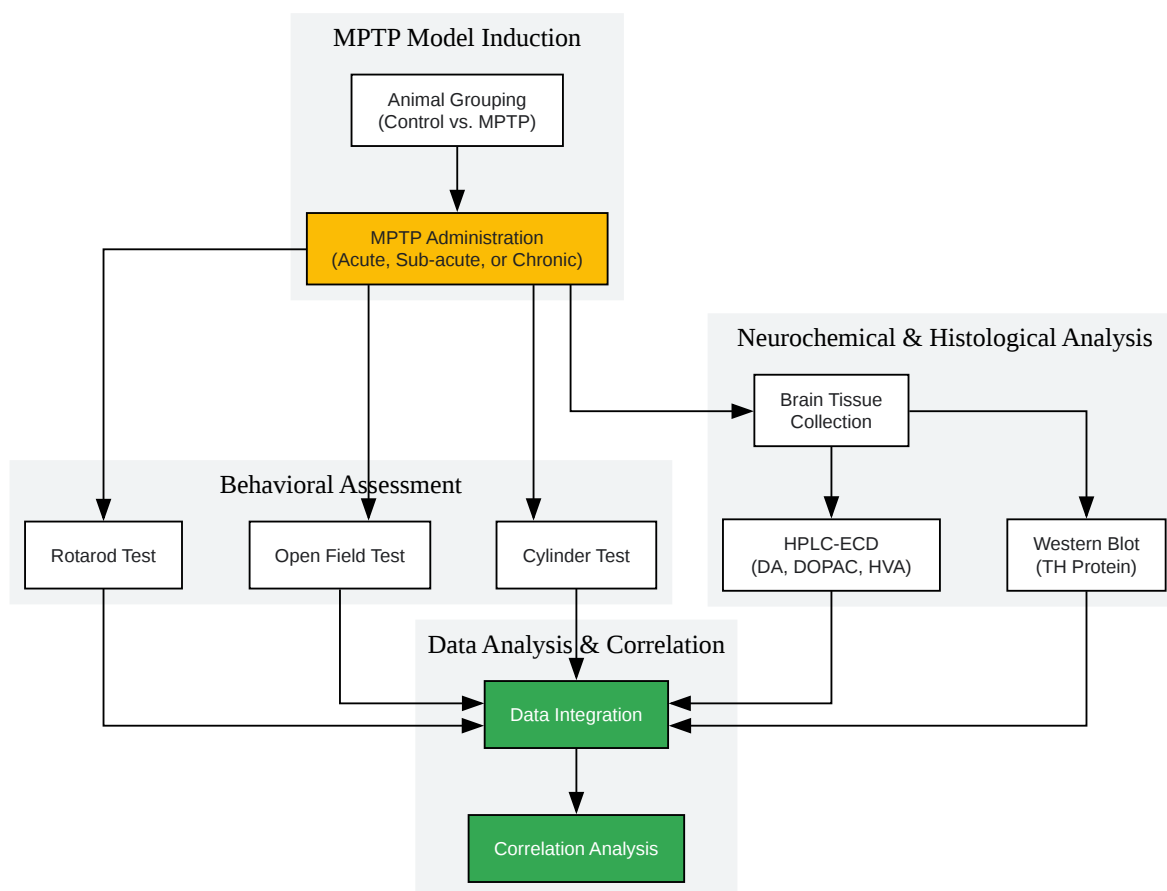 MPTP Model Induction
Animal Grouping
(Control vs. MPTP)
MPTP Administration
(Acute, Sub-acute, or Chronic)
Neurochemical & Histological Analysis
Brain Tissue
Collection
Behavioral Assessment
Rotarod Test
Open Field Test
Cylinder Test
HPLC-ECD
(DA, DOPAC, HVA)
Western Blot
(TH Protein)
Data Analysis & Correlation
Data Integration
Correlation Analysis